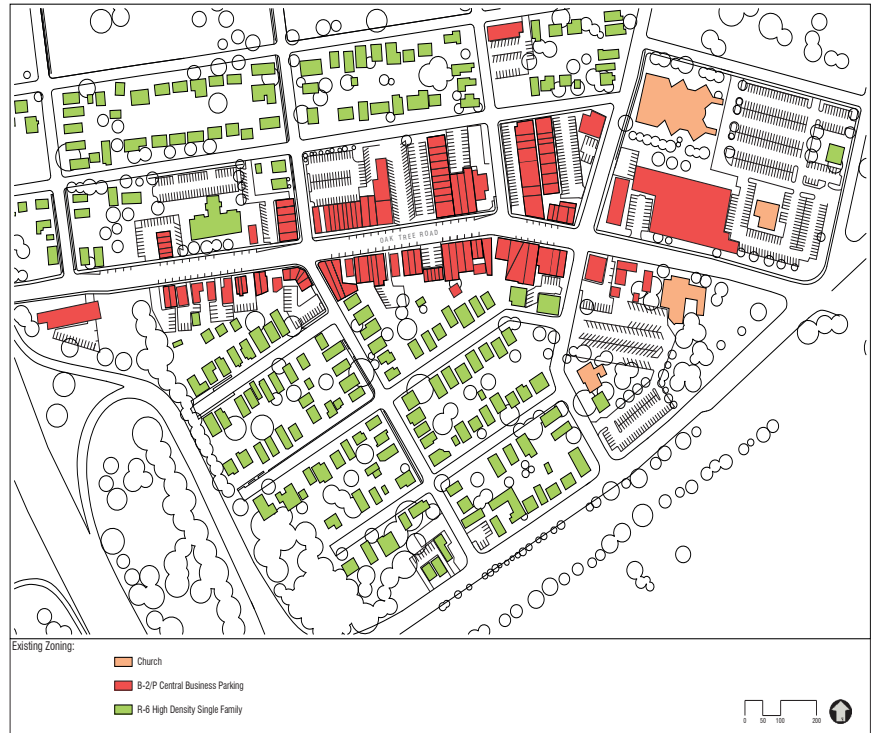 OAK TREE ROAD
Existing Zoning:
Church
B-2/P Central Business Parking
R-6 High Density Single Family
0 50 100 200